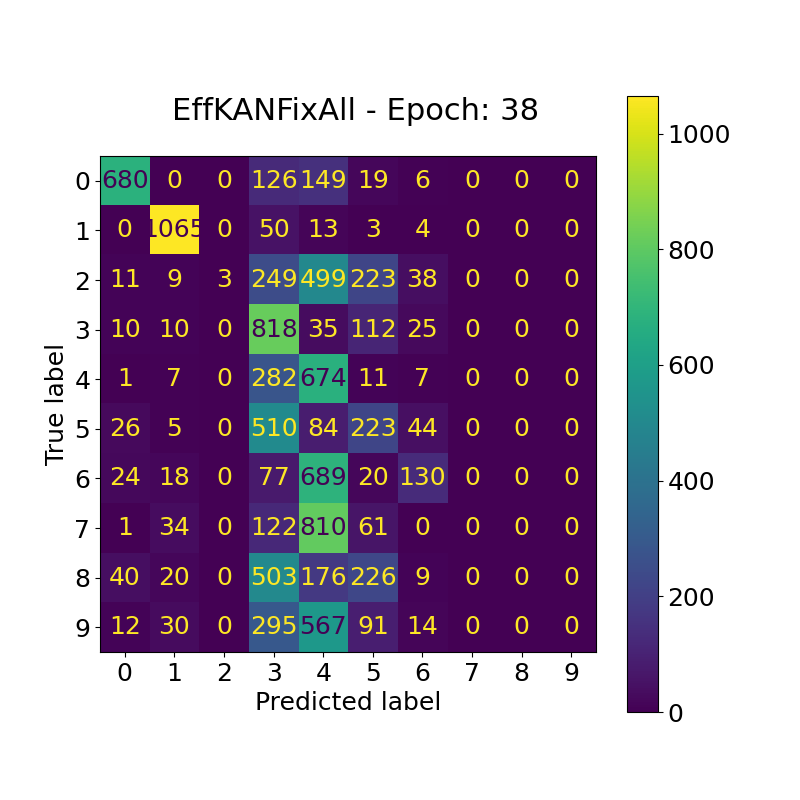 EffKANFixAll - Epoch: 38
0 680 0 0 126 149 19 6 0 0 0
1 0 1065 0 50 13 3 4 0 0 0
2 11 9 3 249 499 223 38 0 0 0
3 10 10 0 818 35 112 25 0 0 0
4 1 7 0 282 674 11 7 0 0 0
5 26 5 0 510 84 223 44 0 0 0
6 24 18 0 77 689 20 130 0 0 0
7 1 34 0 122 810 61 0 0 0 0
8 40 20 0 503 176 226 9 0 0 0
9 12 30 0 295 567 91 14 0 0 0
0 1 2 3 4 5 6 7 8 9
Predicted label
True label
1000
800
600
400
200
0